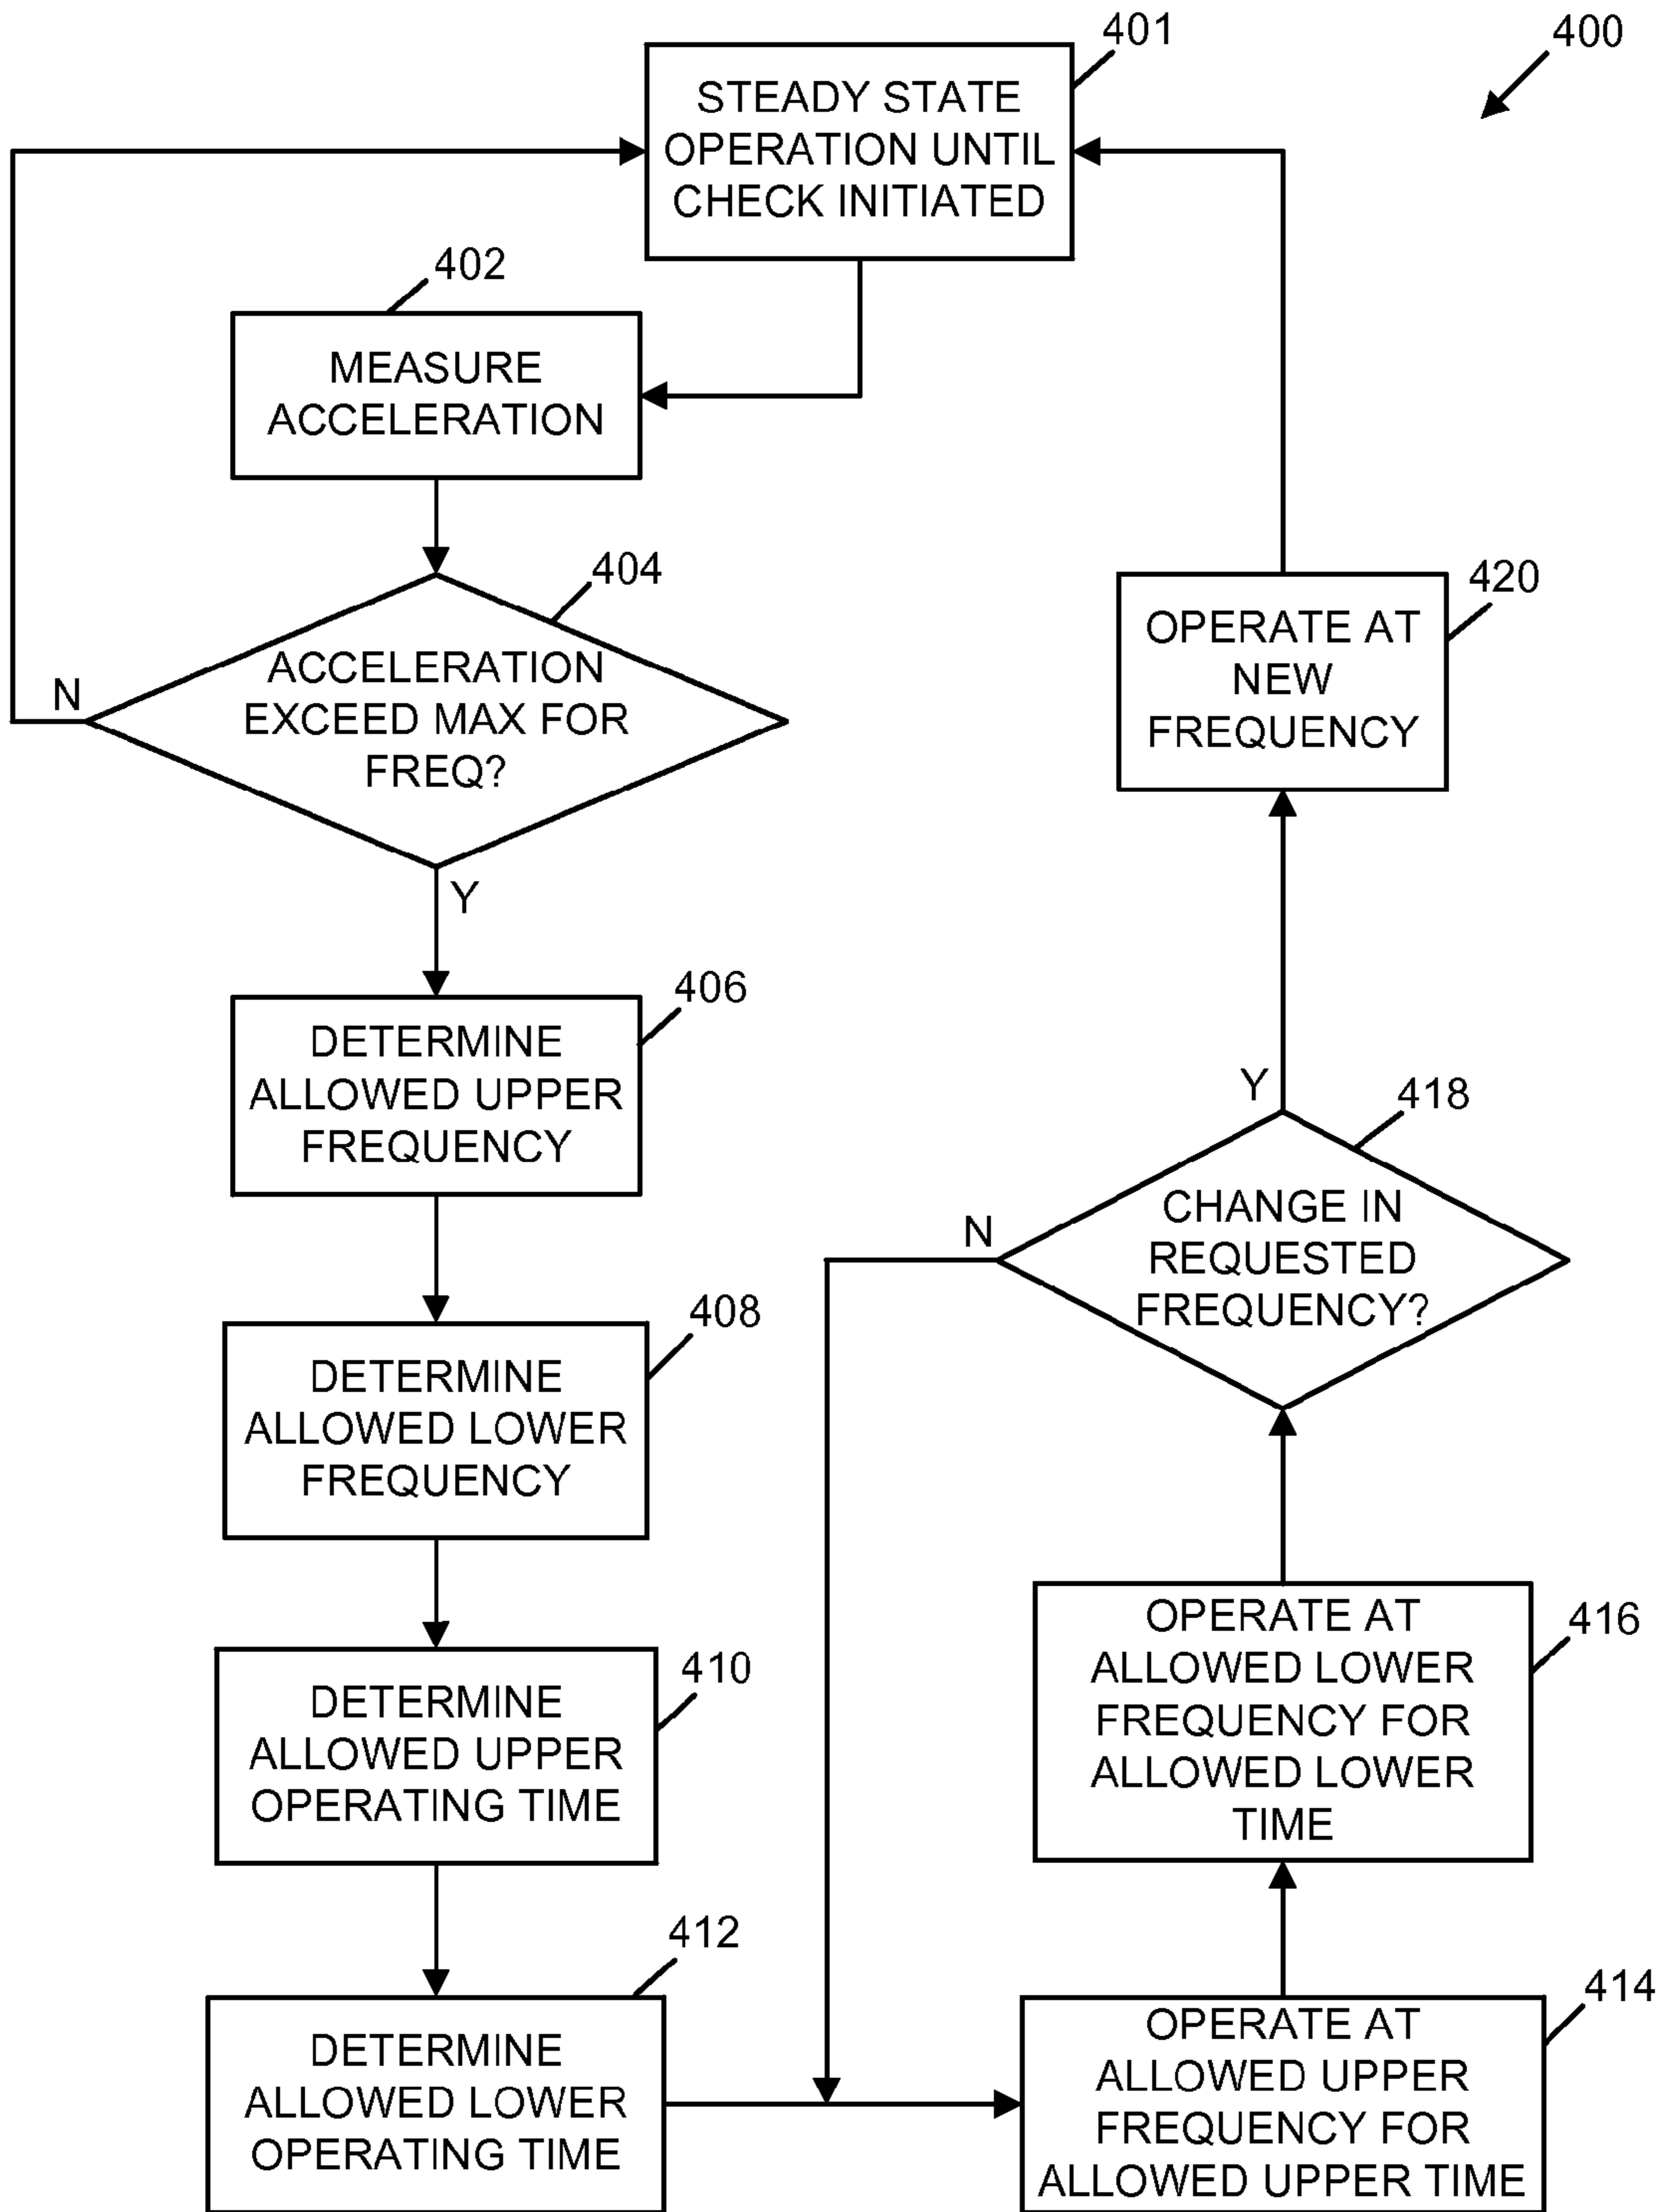 400
401
STEADY STATE
OPERATION UNTIL
CHECK INITIATED
402
MEASURE
ACCELERATION
404
ACCELERATION
EXCEED MAX FOR
FREQ?
N
Y
406
DETERMINE
ALLOWED UPPER
FREQUENCY
408
DETERMINE
ALLOWED LOWER
FREQUENCY
410
DETERMINE
ALLOWED UPPER
OPERATING TIME
412
DETERMINE
ALLOWED LOWER
OPERATING TIME
414
OPERATE AT
ALLOWED UPPER
FREQUENCY FOR
ALLOWED UPPER TIME
416
OPERATE AT
ALLOWED LOWER
FREQUENCY FOR
ALLOWED LOWER
TIME
418
CHANGE IN
REQUESTED
FREQUENCY?
N
Y
420
OPERATE AT
NEW
FREQUENCY